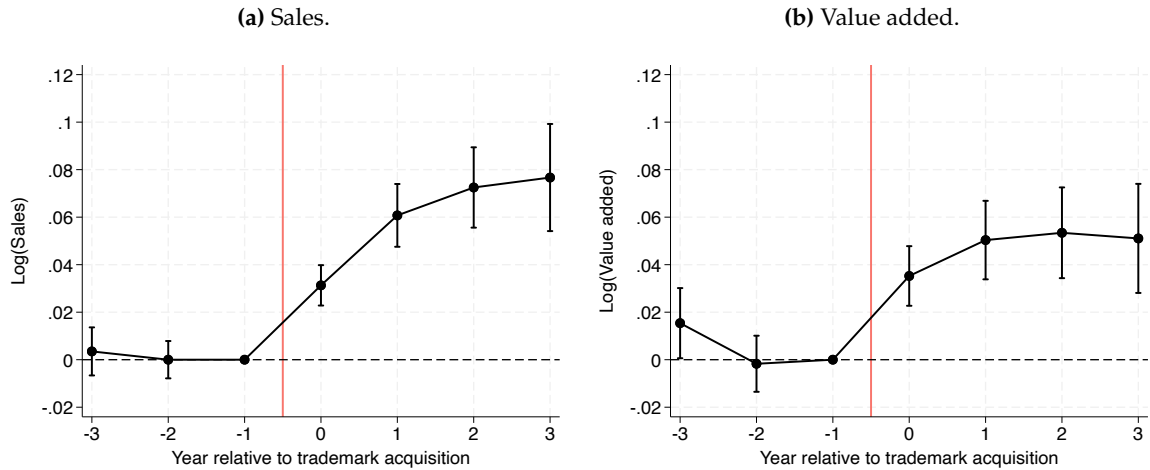 (a) Sales.
.12
.1
.08
.06
.04
.02
0
-.02
Log(Sales)
-3 -2 -1 0 1 2 3
Year relative to trademark acquisition
(b) Value added.
.12
.1
.08
.06
.04
.02
0
-.02
Log(Value added)
-3 -2 -1 0 1 2 3
Year relative to trademark acquisition